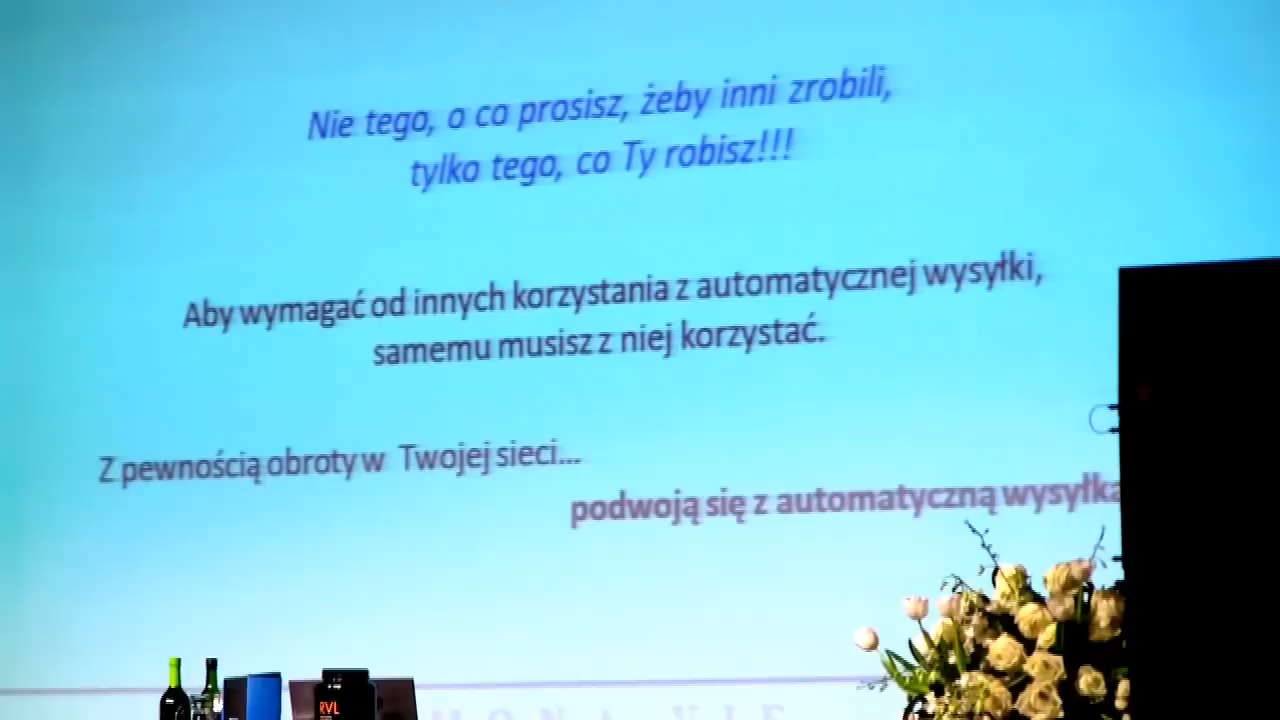 Nie tego, o co prosisz, żeby inni zrobili,
tylko tego, co Ty robisz!!!
Aby wymagać od innych korzystania z automatycznej wysyłki,
samemu musisz z niej korzystać.
Z pewnością obroty w Twojej sieci...
podwoją się z automatyczną wysyłką
RVL